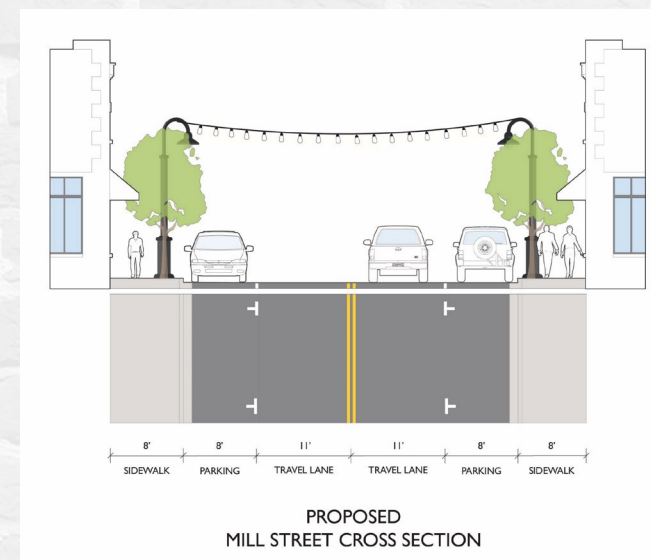 8' 8' 11' 11' 8' 8'
SIDEWALK PARKING TRAVEL LANE TRAVEL LANE PARKING SIDEWALK
PROPOSED
MILL STREET CROSS SECTION